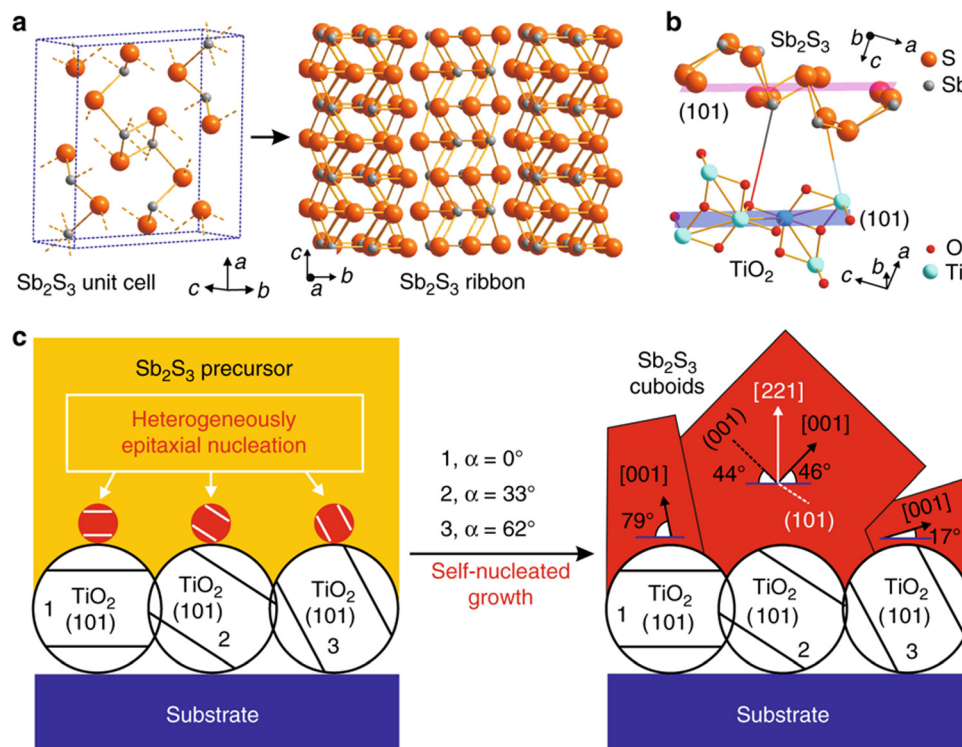 a
Sb2S3 unit cell
a
c
b
Sb2S3 ribbon
c
a
b
b
Sb2S3
b
a
c
S
Sb
(101)
(101)
TiO2
O
Ti
c
b
a
c
Sb2S3 precursor
Heterogeneously
epitaxial nucleation
TiO2
(101)
1
TiO2
(101)
2
TiO2
(101)
3
Substrate
1, α = 0°
2, α = 33°
3, α = 62°
Self-nucleated
growth
Sb2S3
cuboids
[221]
(001)
[001]
44°
46°
(101)
[001]
79°
[001]
17°
TiO2
(101)
1
TiO2
(101)
2
TiO2
(101)
3
Substrate